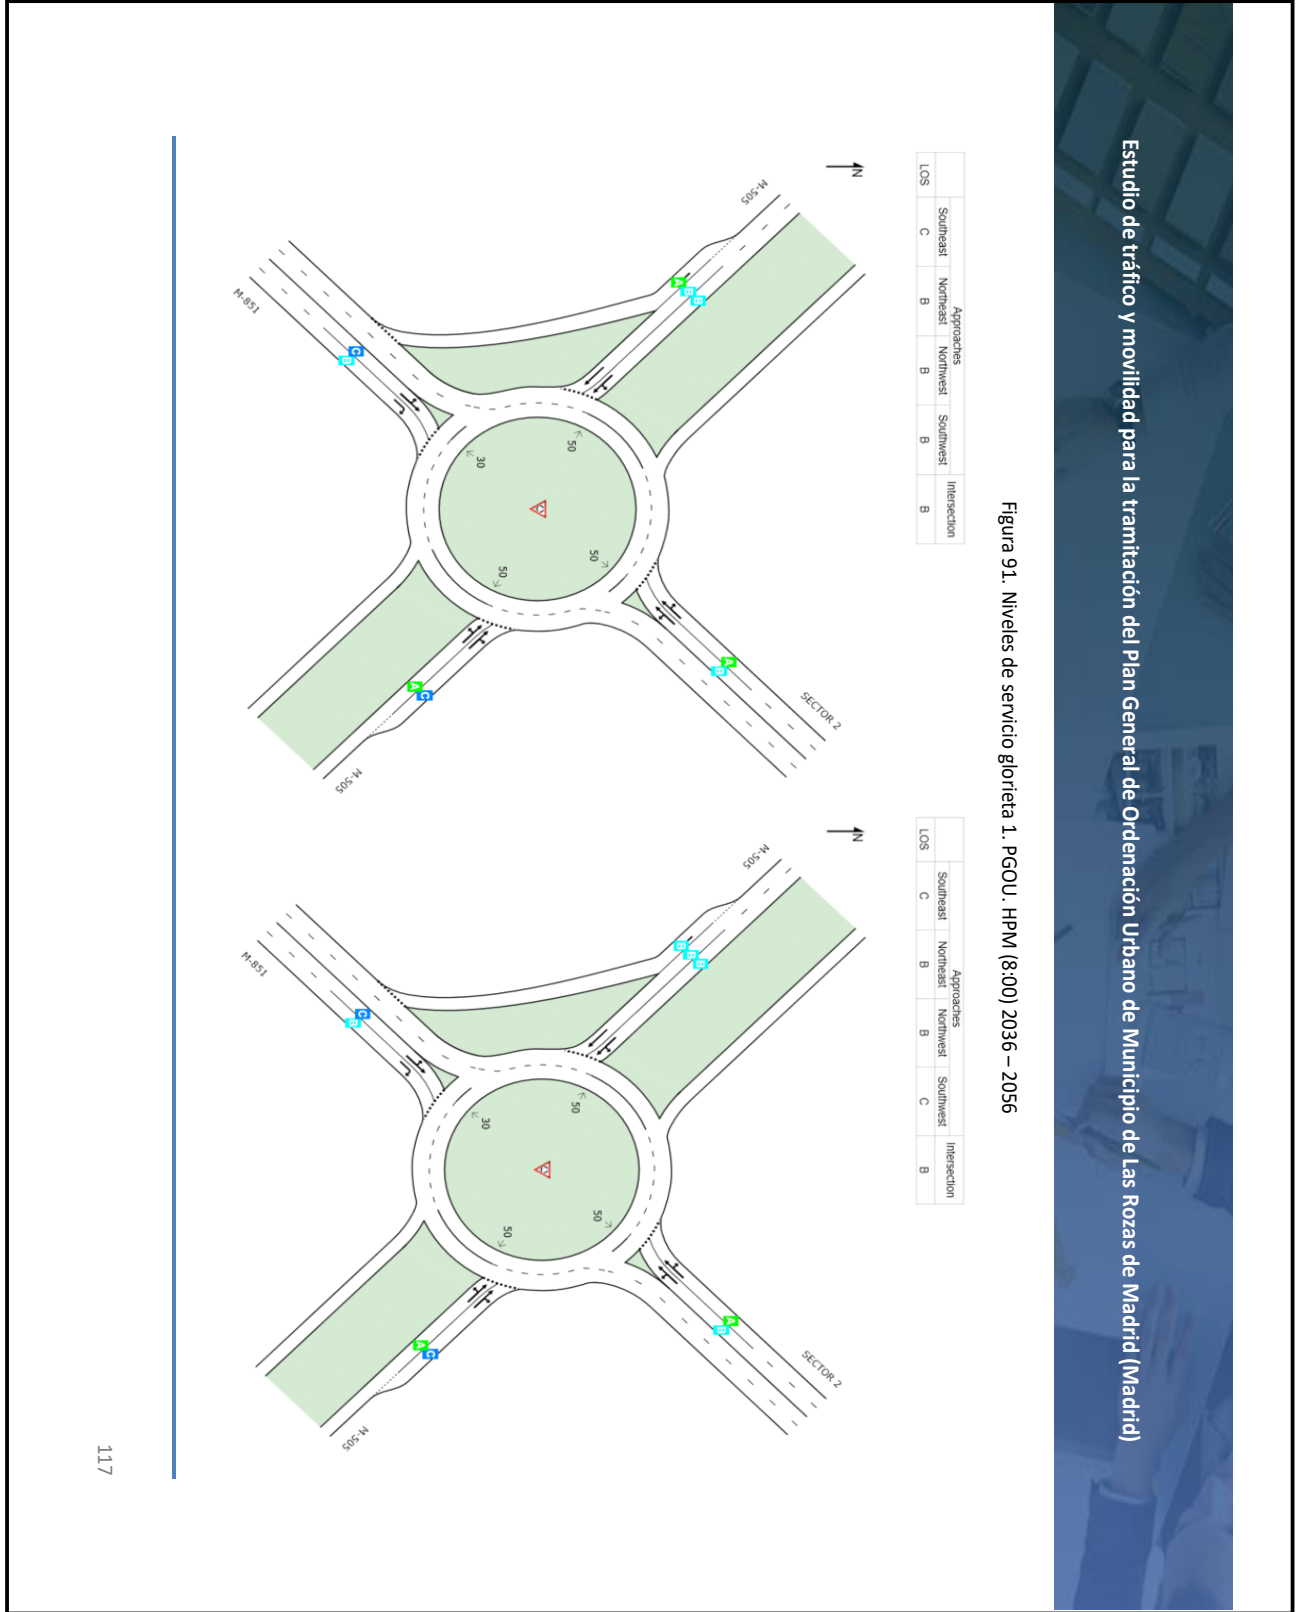 Estudio de tráfico y movilidad para la tramitación del Plan General de Ordenación Urbano de Municipio de Las Rozas de Madrid (Madrid)
Figura 91. Niveles de servicio glorieta 1. PGOU. HPM (8:00) 2036 – 2056
Approaches Intersection
Southeast Northeast Northwest Southwest
LOS C B B B B
N
M-505
SECTOR 2
A
B
B
A
B
50
50
30
50
C
B
A
C
M-851
M-505
Approaches Intersection
Southeast Northeast Northwest Southwest
LOS C B B C B
N
M-505
SECTOR 2
B
B
B
A
B
50
50
30
50
C
B
A
C
M-851
M-505
117